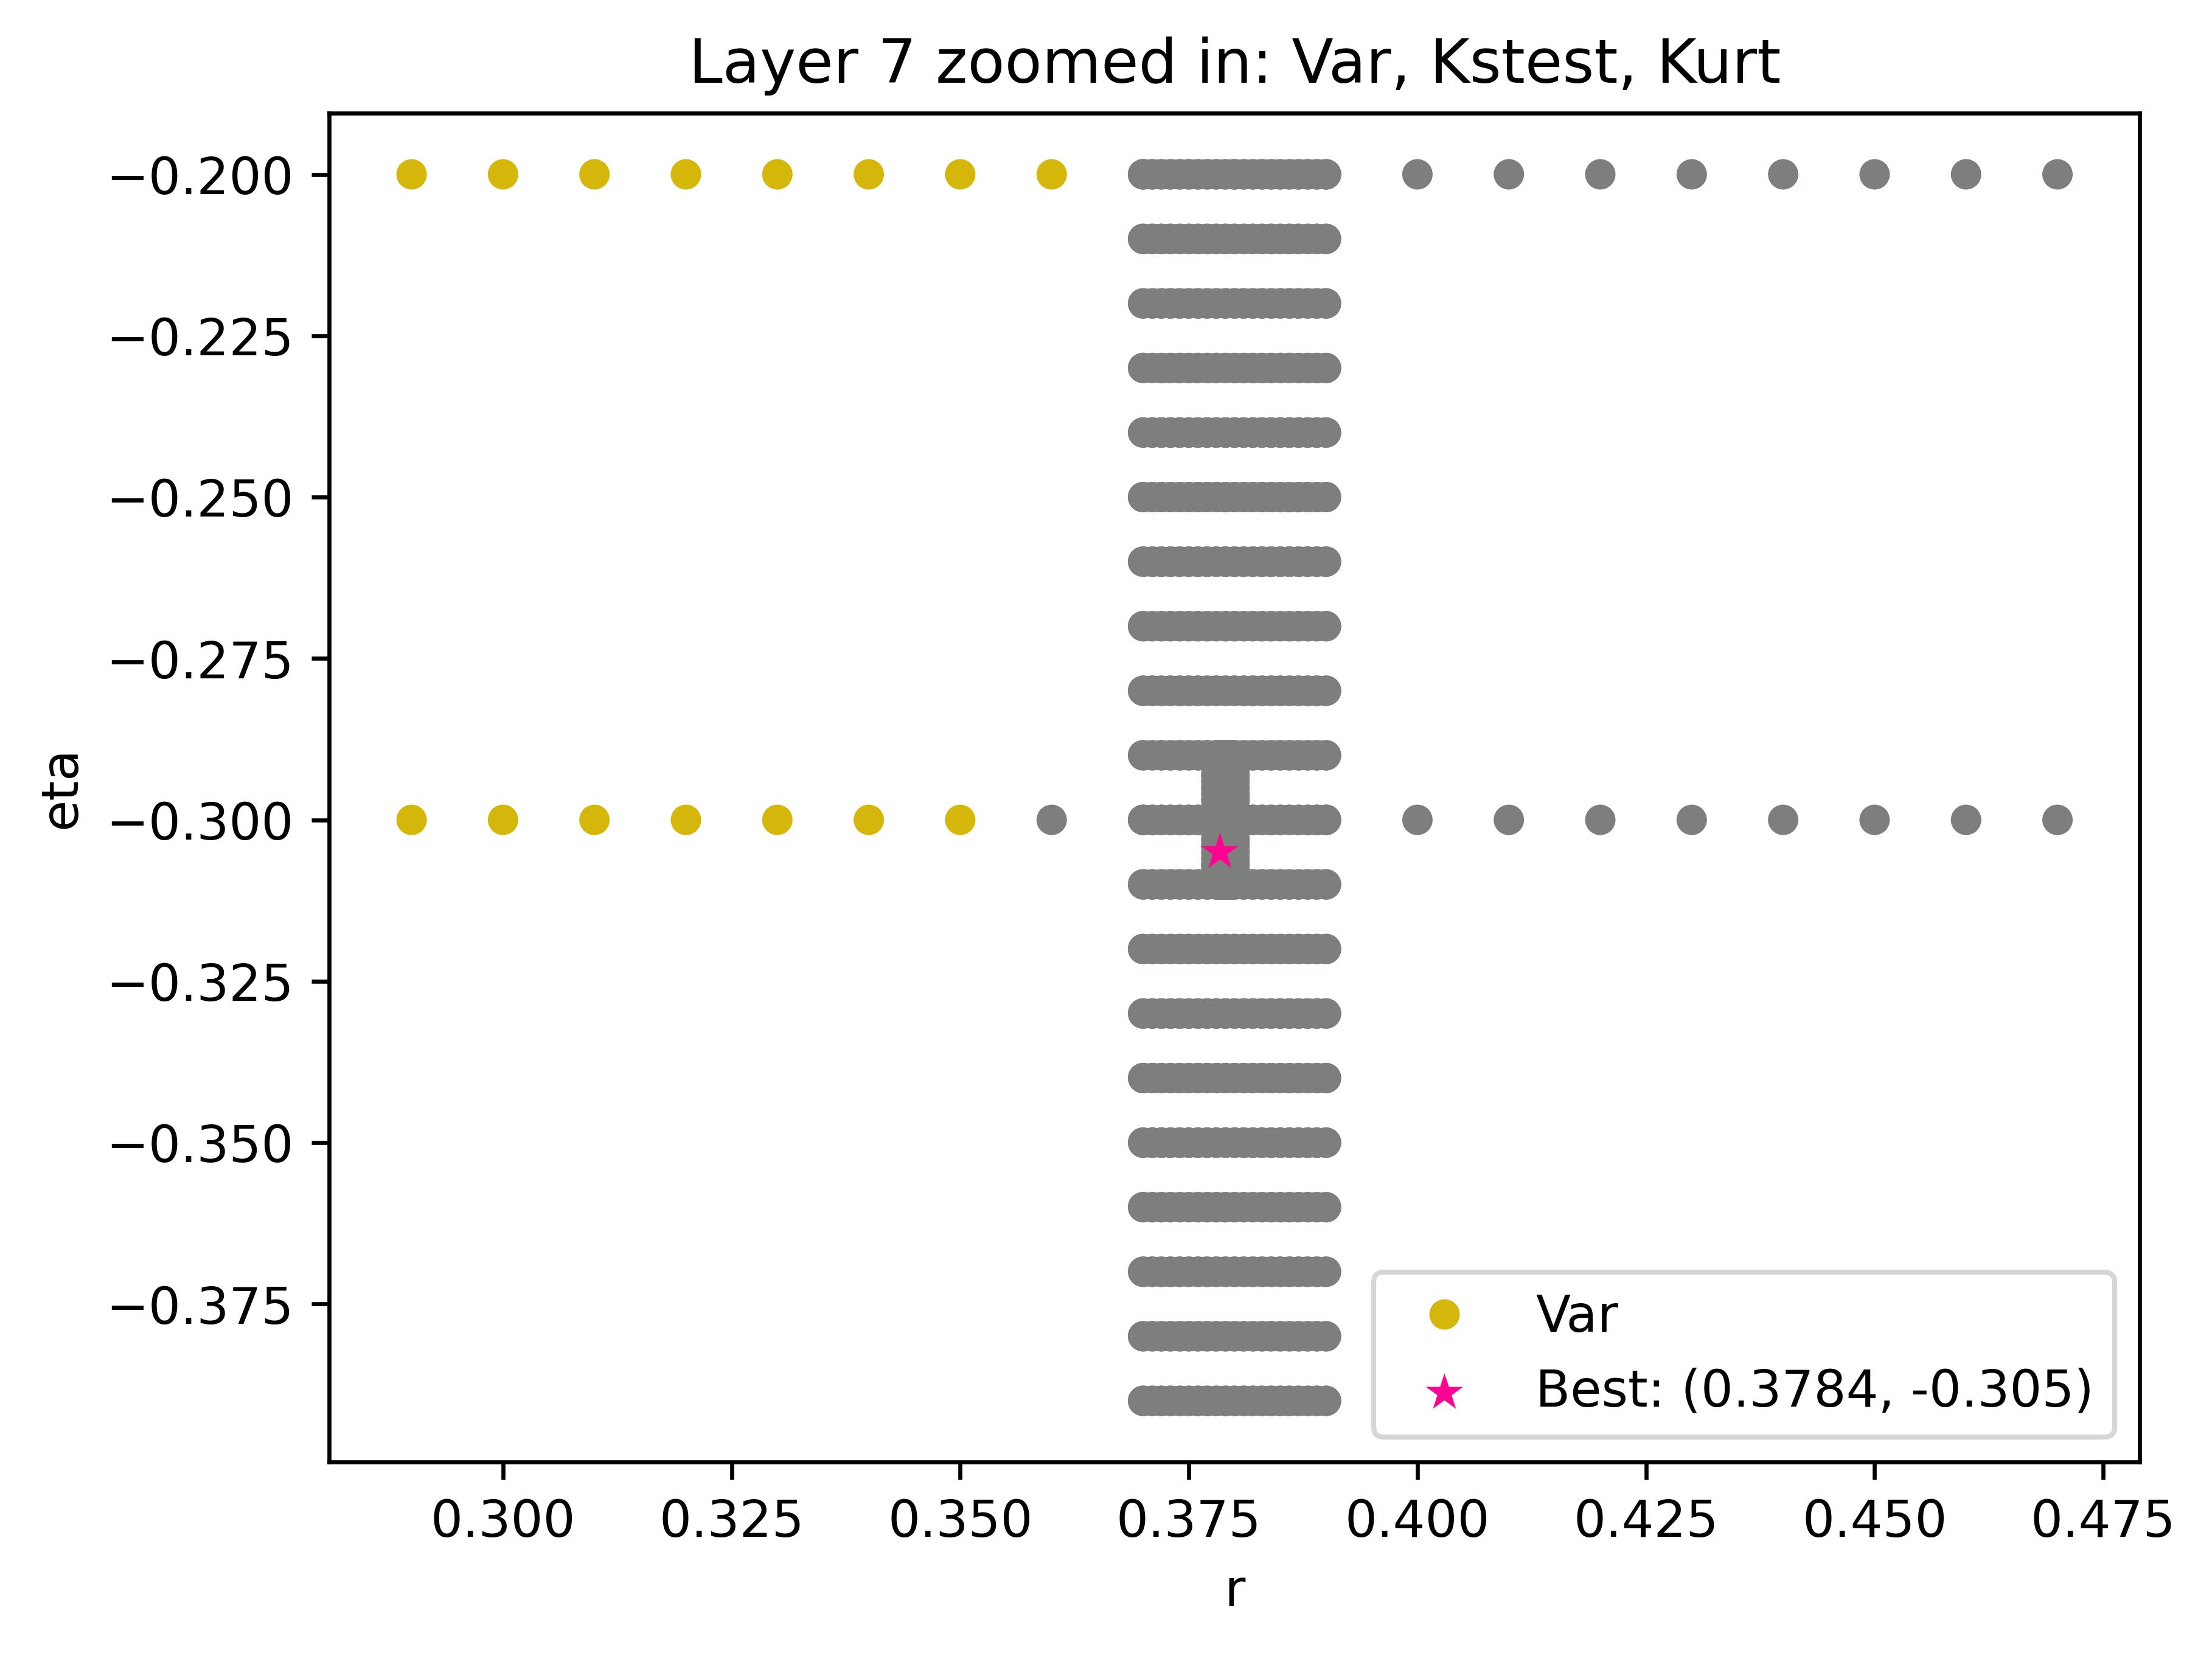 Layer 7 zoomed in: Var, Kstest, Kurt
−0.200
−0.225
−0.250
−0.275
−0.300
−0.325
−0.350
−0.375
eta
Var
Best: (0.3784, -0.305)
0.300 0.325 0.350 0.375 0.400 0.425 0.450 0.475
r